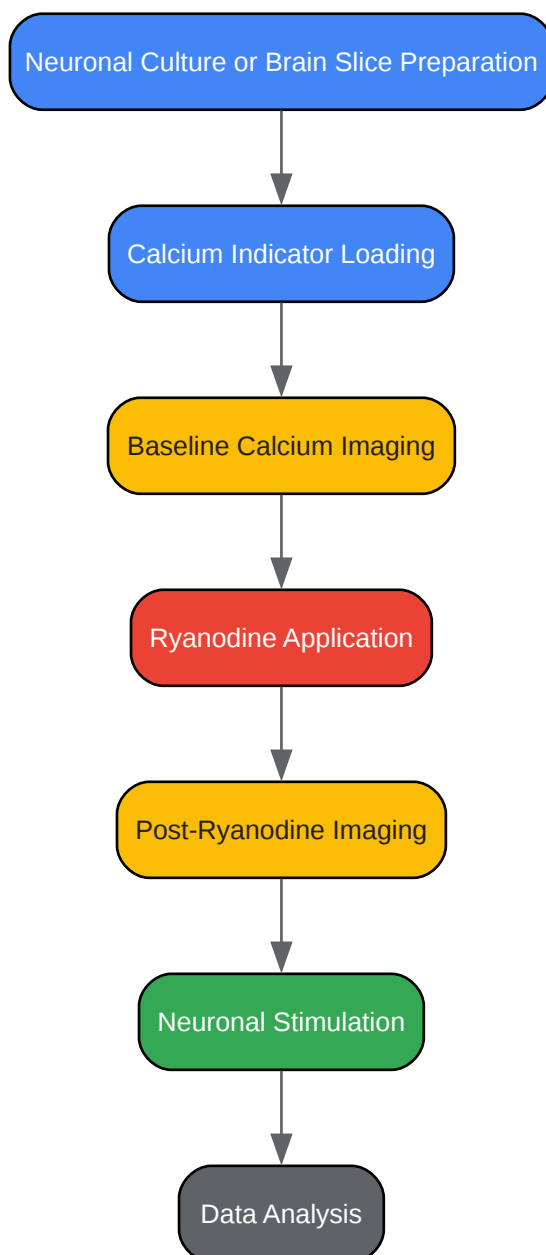 Neuronal Culture or Brain Slice Preparation
Calcium Indicator Loading
Baseline Calcium Imaging
Ryanodine Application
Post-Ryanodine Imaging
Neuronal Stimulation
Data Analysis